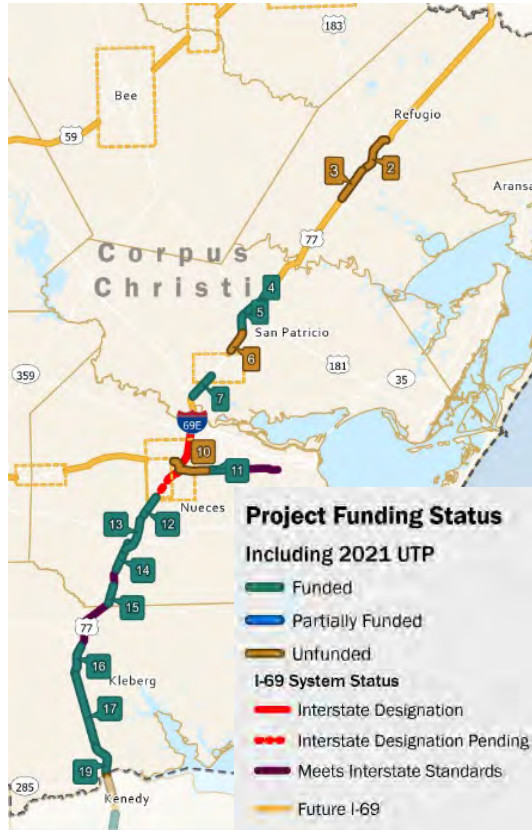 183
Bee
59
Refugio
2
3
Aransa
77
Corpus
Christi
4
5
San Patricio
6
181
359
35
7
69E
10
11
Nueces
13
12
14
15
77
16
Kleberg
17
19
285
Kenedy
Project Funding Status
Including 2021 UTP
Funded
Partially Funded
Unfunded
I-69 System Status
Interstate Designation
Interstate Designation Pending
Meets Interstate Standards
Future I-69